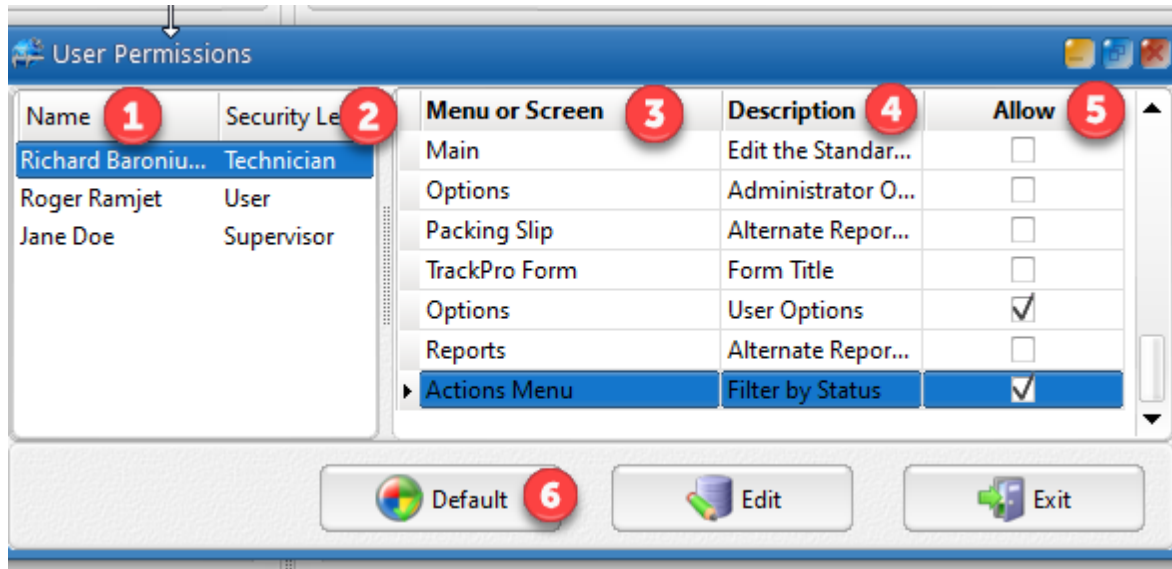 User Permissions
Name 1 Security Le 2 Menu or Screen 3 Description 4 Allow 5
Richard Baroniu... Technician Main Edit the Standar...
Roger Ramjet User Options Administrator O...
Jane Doe Supervisor Packing Slip Alternate Repor...
TrackPro Form Form Title
Options User Options
Reports Alternate Repor...
Actions Menu Filter by Status
Default 6 Edit Exit